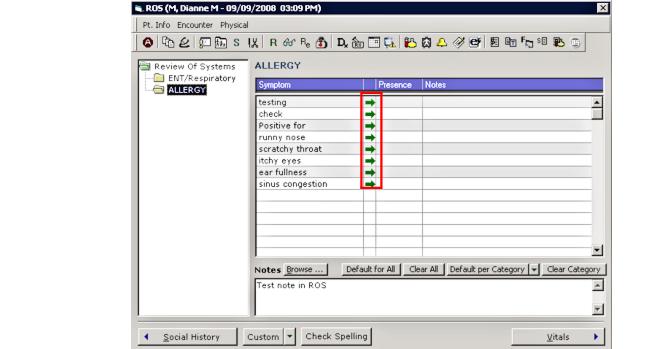 ROS (M, Dianne M - 09/09/2008 03:09 PM)
Pt. Info Encounter Physical
S R D
Review Of Systems
ENT/Respiratory
ALLERGY
ALLERGY
Symptom Presence Notes
testing
check
Positive for
runny nose
scratchy throat
itchy eyes
ear fullness
sinus congestion
Notes Browse ... Default for All Clear All Default per Category Clear Category
Test note in ROS
Social History Custom Check Spelling Vitals